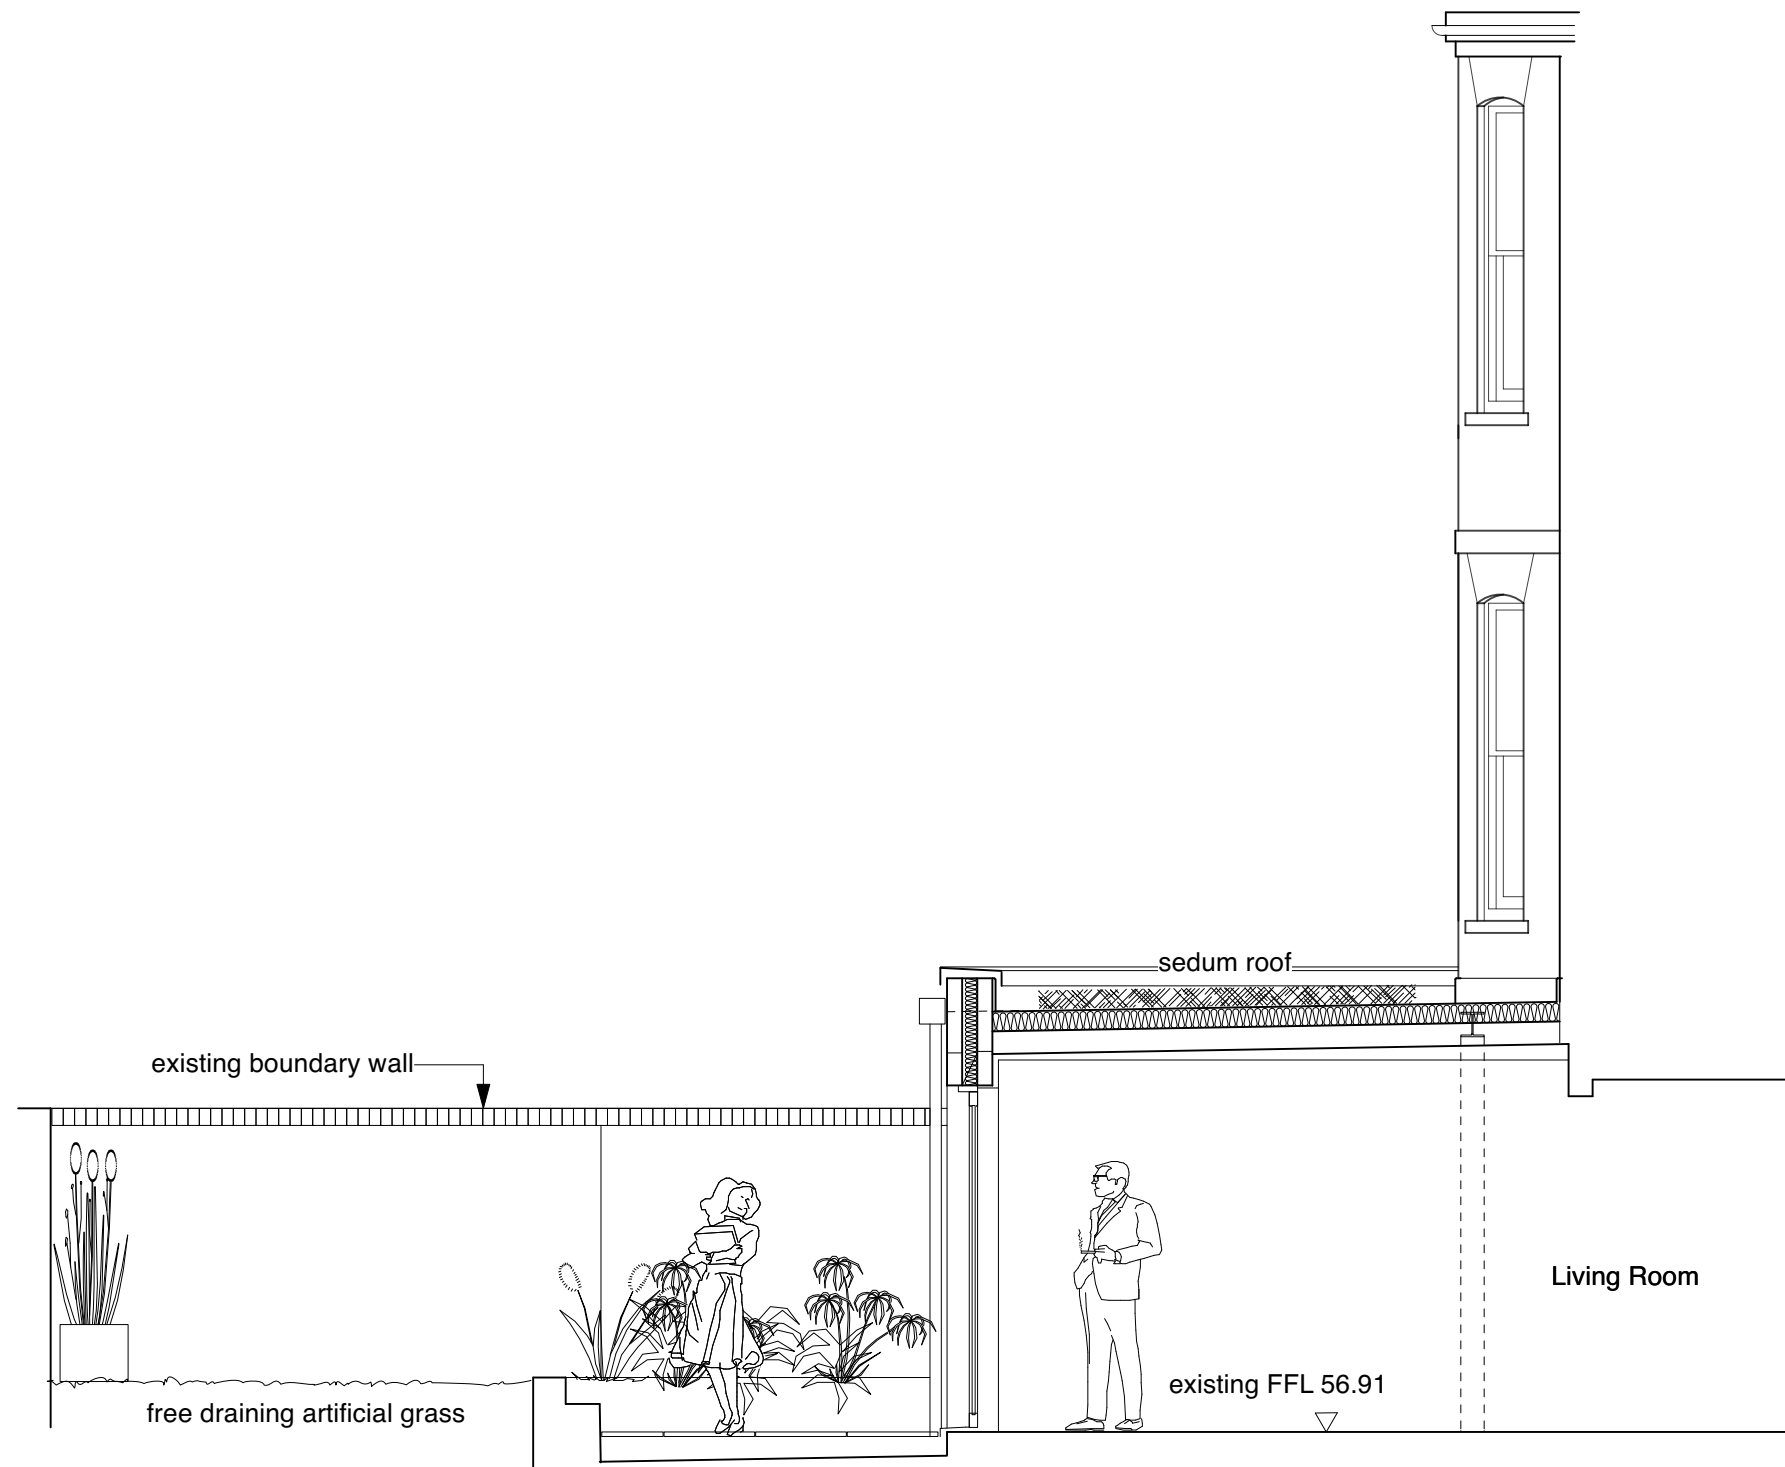 sedum roof
existing boundary wall
Living Room
existing FFL 56.91
free draining artificial grass